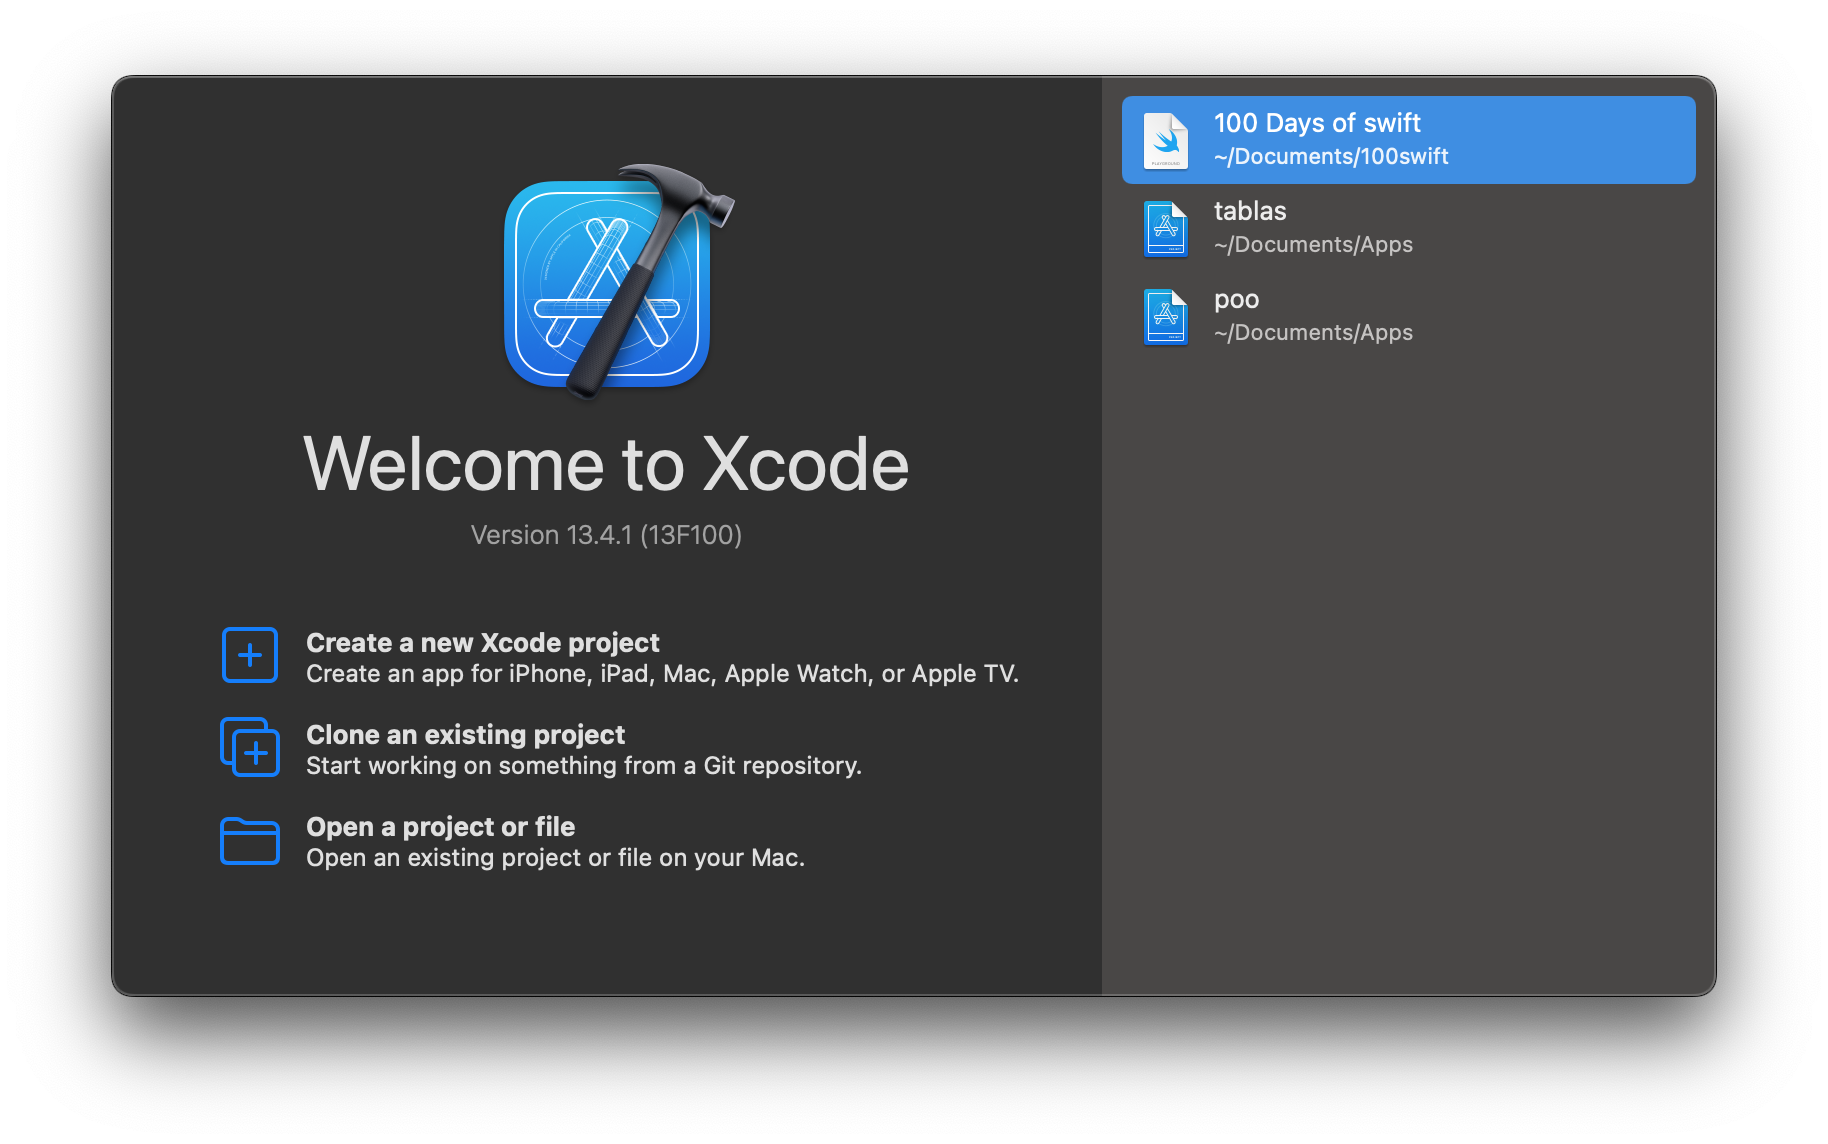 Welcome to Xcode
Version 13.4.1 (13F100)
Create a new Xcode project
Create an app for iPhone, iPad, Mac, Apple Watch, or Apple TV.
Clone an existing project
Start working on something from a Git repository.
Open a project or file
Open an existing project or file on your Mac.
100 Days of swift
~/Documents/100swift
PLAYGROUND
tablas
~/Documents/Apps
poo
~/Documents/Apps